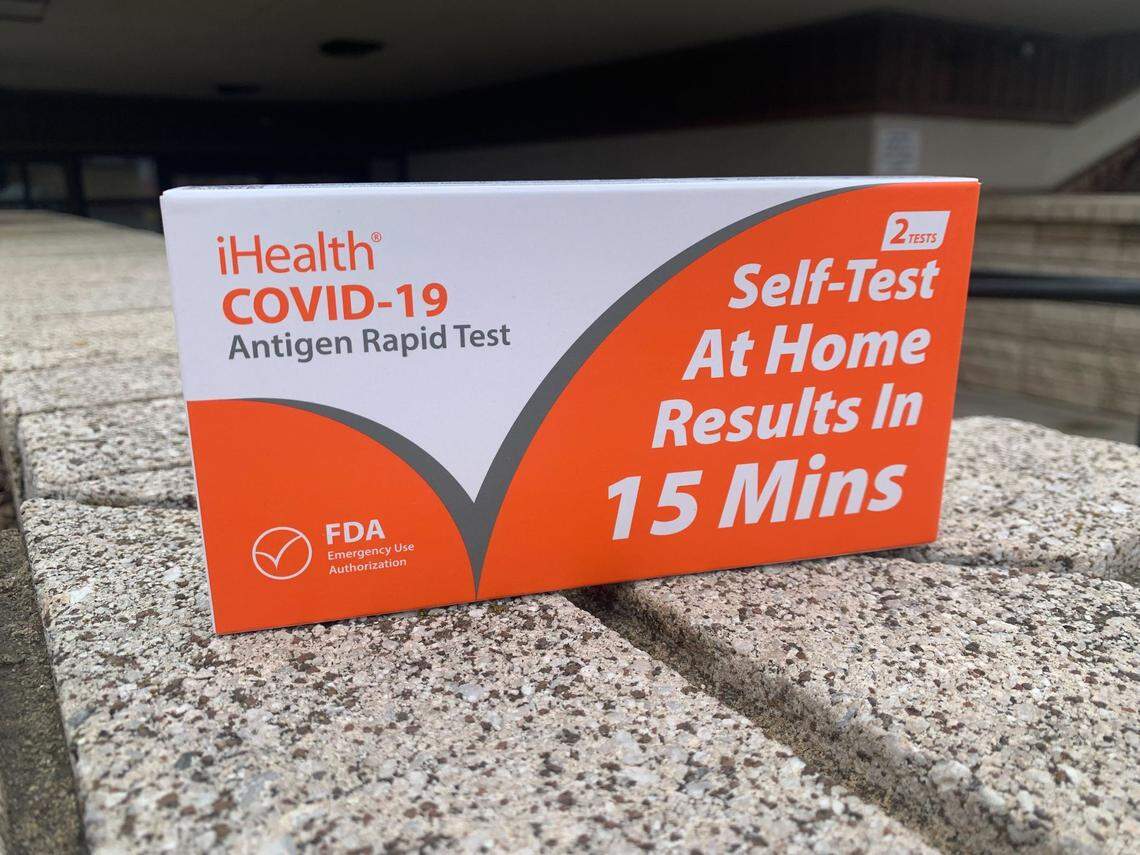 iHealth®
COVID-19
Antigen Rapid Test
FDA
Emergency Use
Authorization
2 TESTS
Self-Test
At Home
Results In
15 Mins